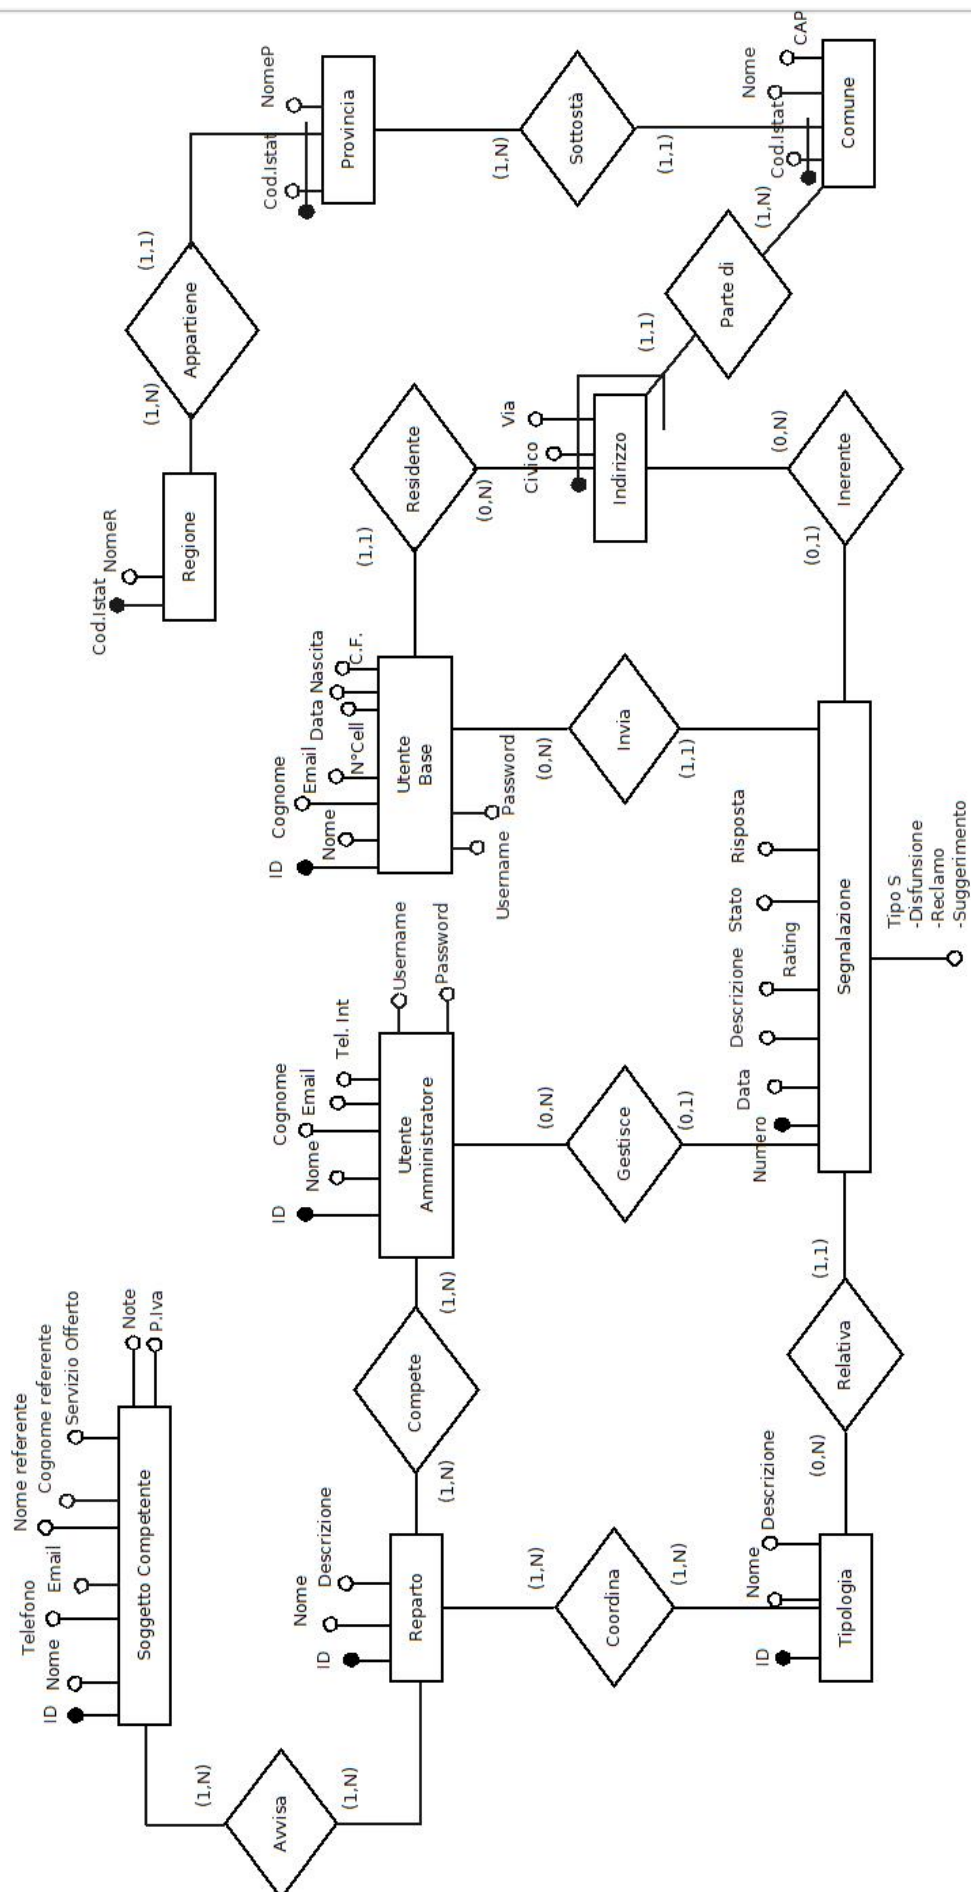 Soggetto Competente
ID
Nome
Telefono
Email
Nome referente
Cognome referente
Servizio Offerto
Note
P.Iva
(1,N)
Avvisa
(1,N)
Reparto
ID
Nome
Descrizione
(1,N)
Compete
(1,N)
Utente
Amministratore
ID
Nome
Cognome
Email
Tel. Int
Username
Password
Utente
Base
ID
Nome
Cognome
Email
N°Cell
Data Nascita
C.F.
Username
Password
(1,1)
Residente
(0,N)
Regione
Cod.Istat
NomeR
(1,N)
Appartiene
(1,1)
Provincia
Cod.Istat
NomeP
(1,N)
Sottostà
(1,1)
Comune
Cod.Istat
Nome
CAP
(1,N)
Parte di
(1,1)
Indirizzo
Civico
Via
(0,N)
Inerente
(0,1)
(0,N)
Invia
(1,1)
(0,N)
Gestisce
(0,1)
(1,N)
Coordina
(1,N)
Tipologia
ID
Nome
Descrizione
(0,N)
Relativa
(1,1)
Segnalazione
Numero
Data
Descrizione
Rating
Stato
Risposta
Tipo S
-Disfunsione
-Reclamo
-Suggerimento